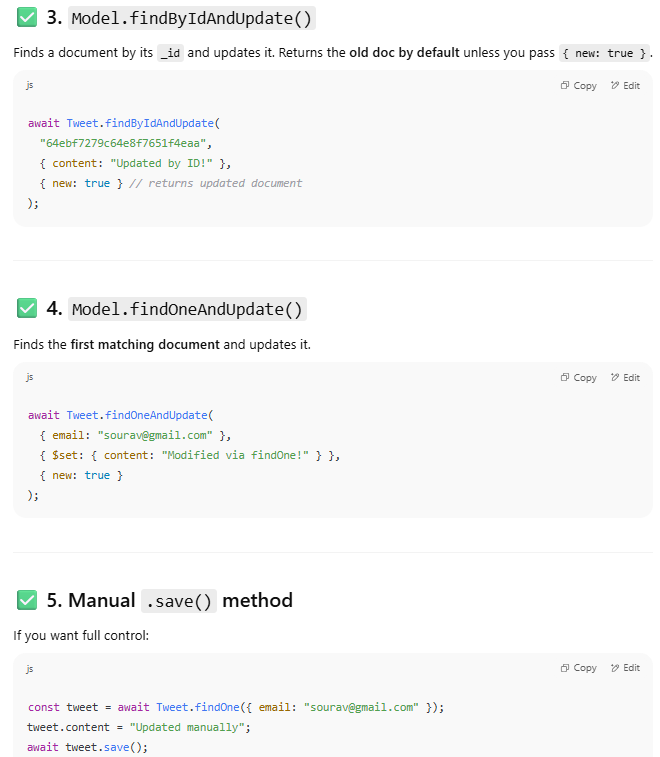 ✅ 3. Model.findByIdAndUpdate()
Finds a document by its _id and updates it. Returns the old doc by default unless you pass { new: true } .
js Copy Edit
await Tweet.findByIdAndUpdate(
"64ebf7279c64e8f7651f4eaa",
{ content: "Updated by ID!" },
{ new: true } // returns updated document
);
✅ 4. Model.findOneAndUpdate()
Finds the first matching document and updates it.
js Copy Edit
await Tweet.findOneAndUpdate(
{ email: "sourav@gmail.com" },
{ $set: { content: "Modified via findOne!" } },
{ new: true }
);
✅ 5. Manual .save() method
If you want full control:
js Copy Edit
const tweet = await Tweet.findOne({ email: "sourav@gmail.com" });
tweet.content = "Updated manually";
await tweet.save();